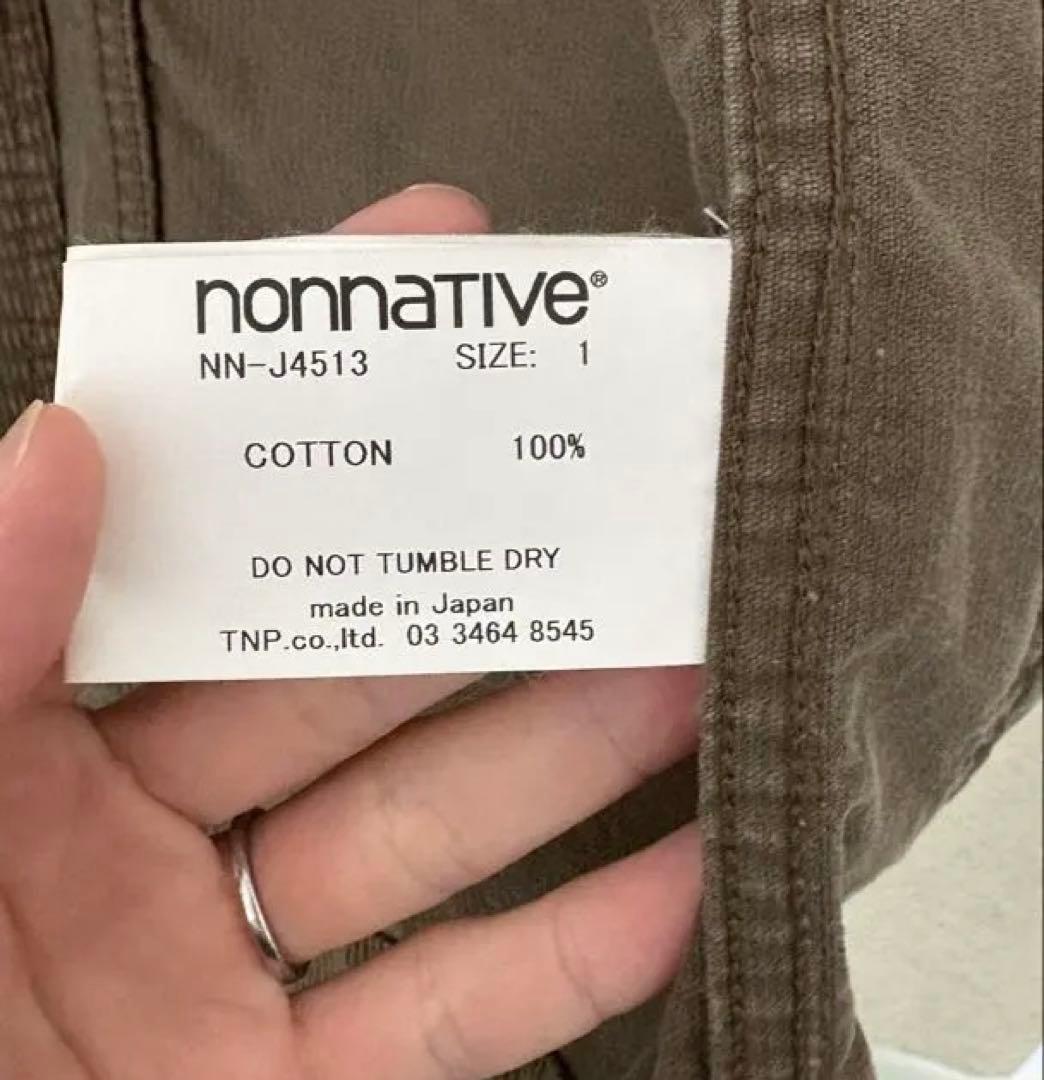 nonnative®
NN-J4513 SIZE: 1
COTTON 100%
DO NOT TUMBLE DRY
made in Japan
TNP.co.,ltd. 03 3464 8545